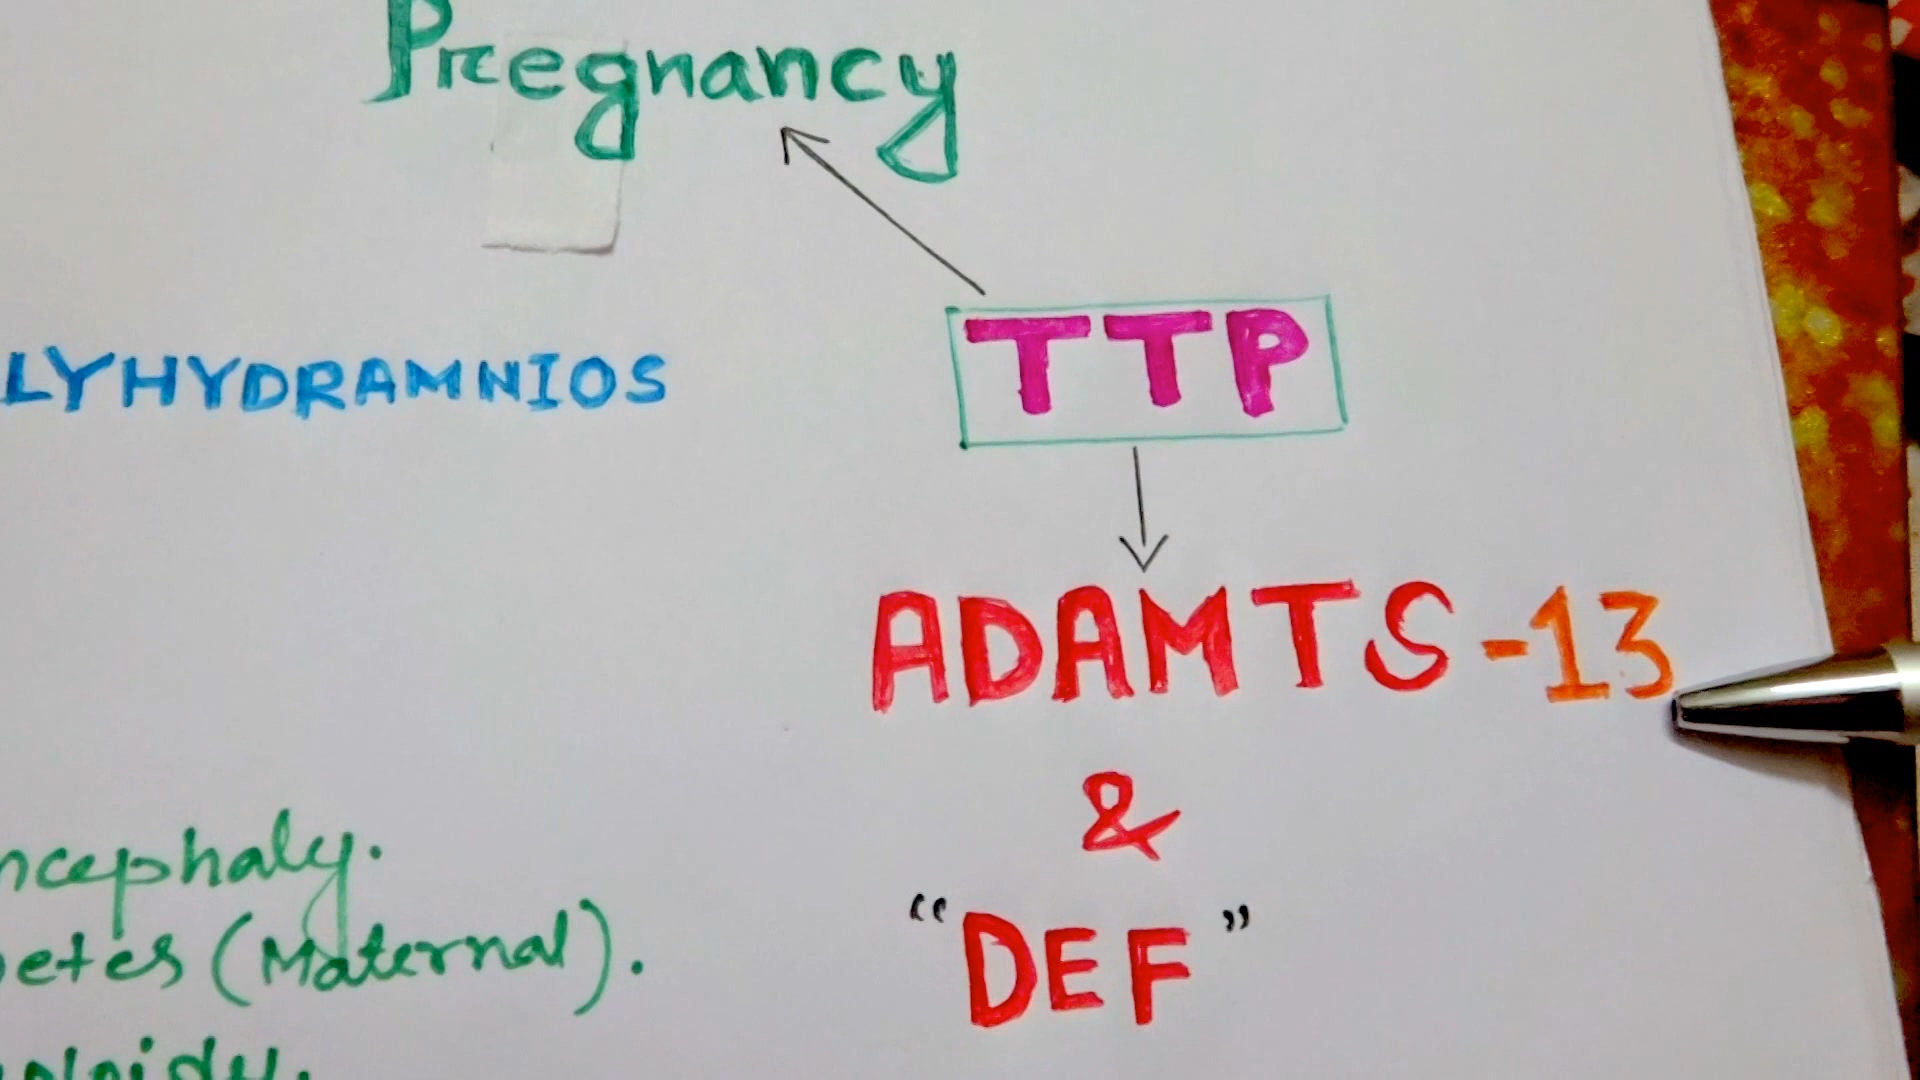 Pregnancy
TTP
LYHYDRAMNIOS
ADAMTS-13
&
"DEF"
ncephaly.
etes (Maternal).